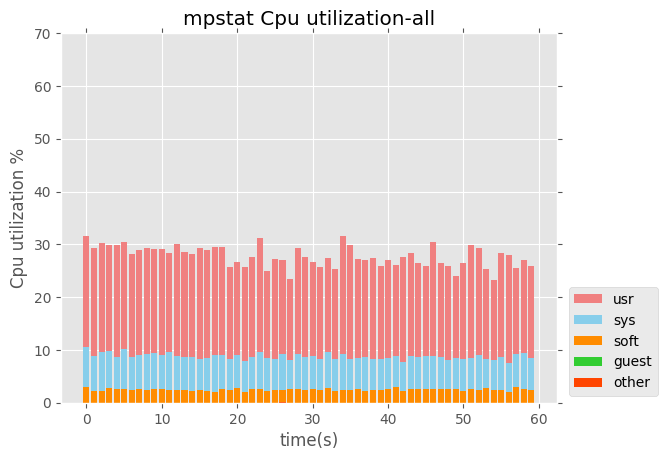 mpstat Cpu utilization-all
70
60
50
40
30
20
10
0
Cpu utilization %
0 10 20 30 40 50 60
time(s)
usr
sys
soft
guest
other